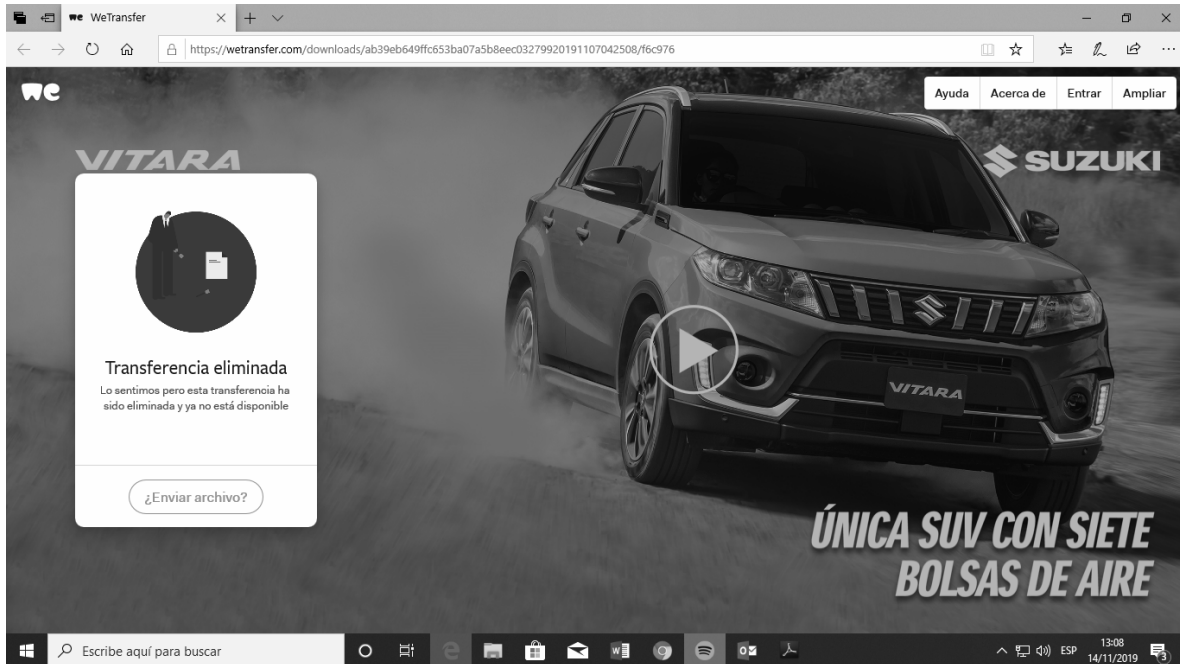 WeTransfer
https://wetransfer.com/downloads/ab39eb649ffc653ba07a5b8eec03279920191107042508/f6c976
we
Ayuda Acerca de Entrar Ampliar
VITARA
SUZUKI
Transferencia eliminada
Lo sentimos pero esta transferencia ha
sido eliminada y ya no está disponible
¿Enviar archivo?
VITARA
ÚNICA SUV CON SIETE
BOLSAS DE AIRE
Escribe aquí para buscar
ESP
13:08
14/11/2019
3